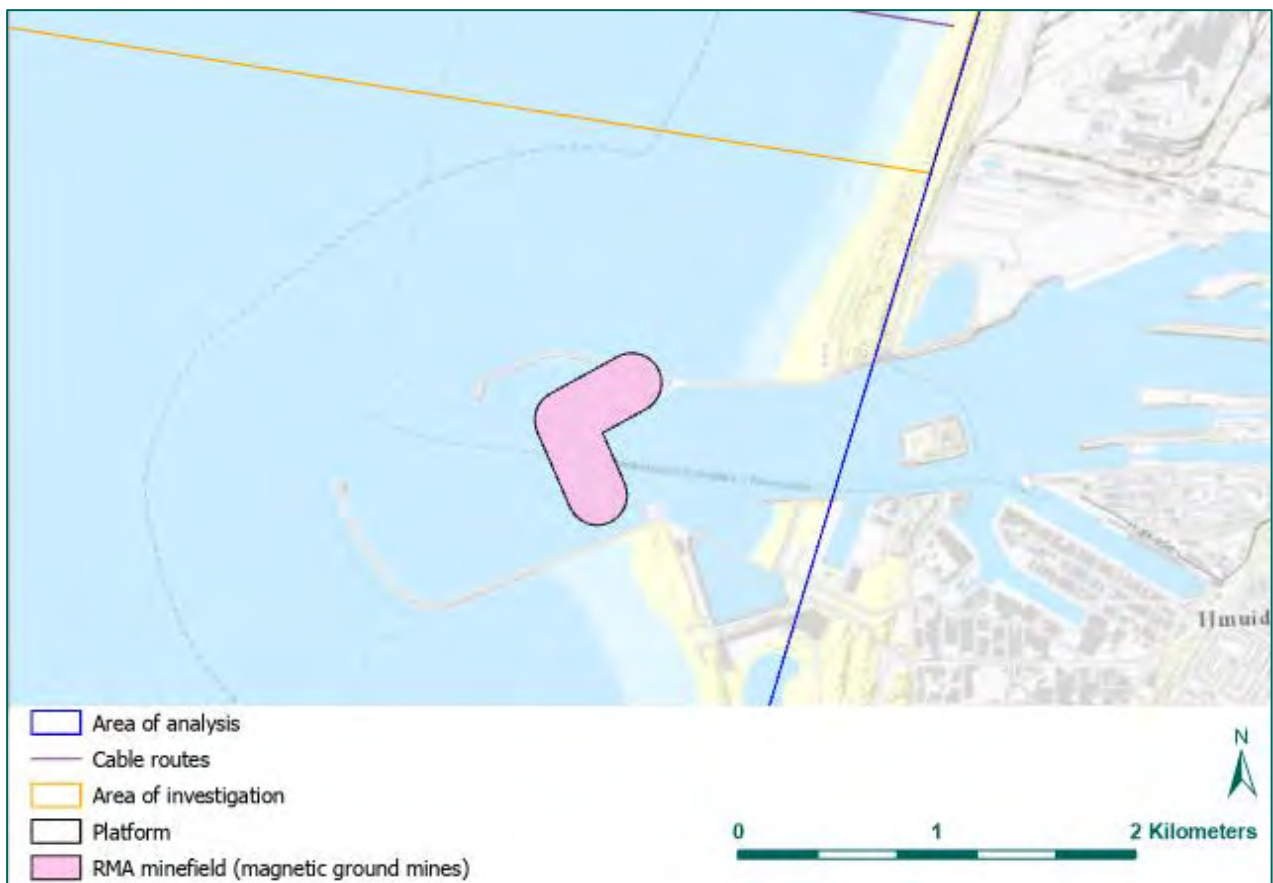 IJmuid
Area of analysis
Cable routes
Area of investigation
Platform
RMA minefield (magnetic ground mines)
N
0 1 2 Kilometers